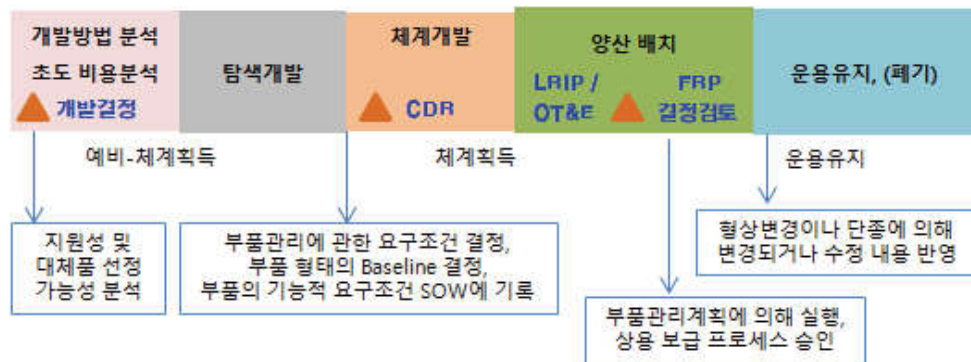 개발방법 분석
초도 비용분석
개발결정
탐색개발
체계개발
CDR
양산 배치
LRIP /
OT&E
FRP
결정검토
운용유지, (폐기)
예비-체계획득
체계획득
운용유지
지원성 및
대체품 선정
가능성 분석
부품관리에 관한 요구조건 결정,
부품 형태의 Baseline 결정,
부품의 기능적 요구조건 SOW에 기록
형상변경이나 단종에 의해
변경되거나 수정 내용 반영
부품관리계획에 의해 실행,
상용 보급 프로세스 승인